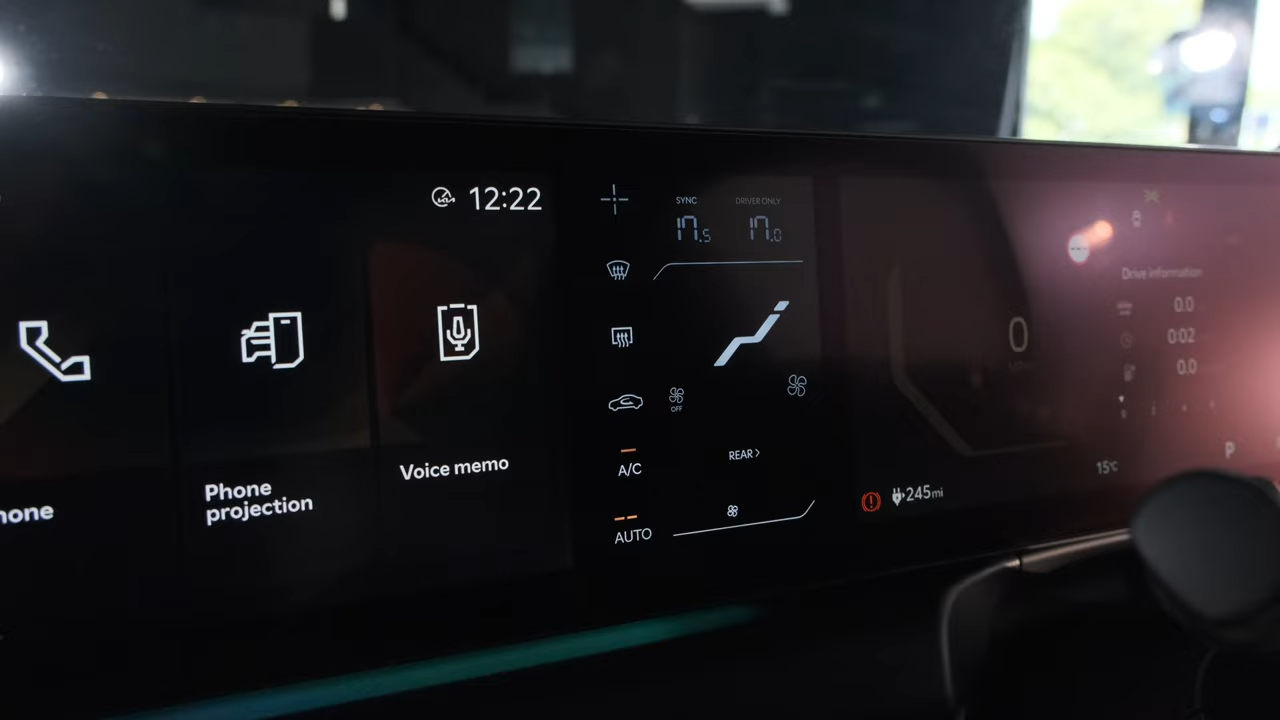 12:22
hone
Phone
projection
Voice memo
SYNC
DRIVER ONLY
17.5
17.0
OFF
A/C
REAR >
AUTO
245mi
Drive information
0.0
0:02
0.0
0
P
15°C